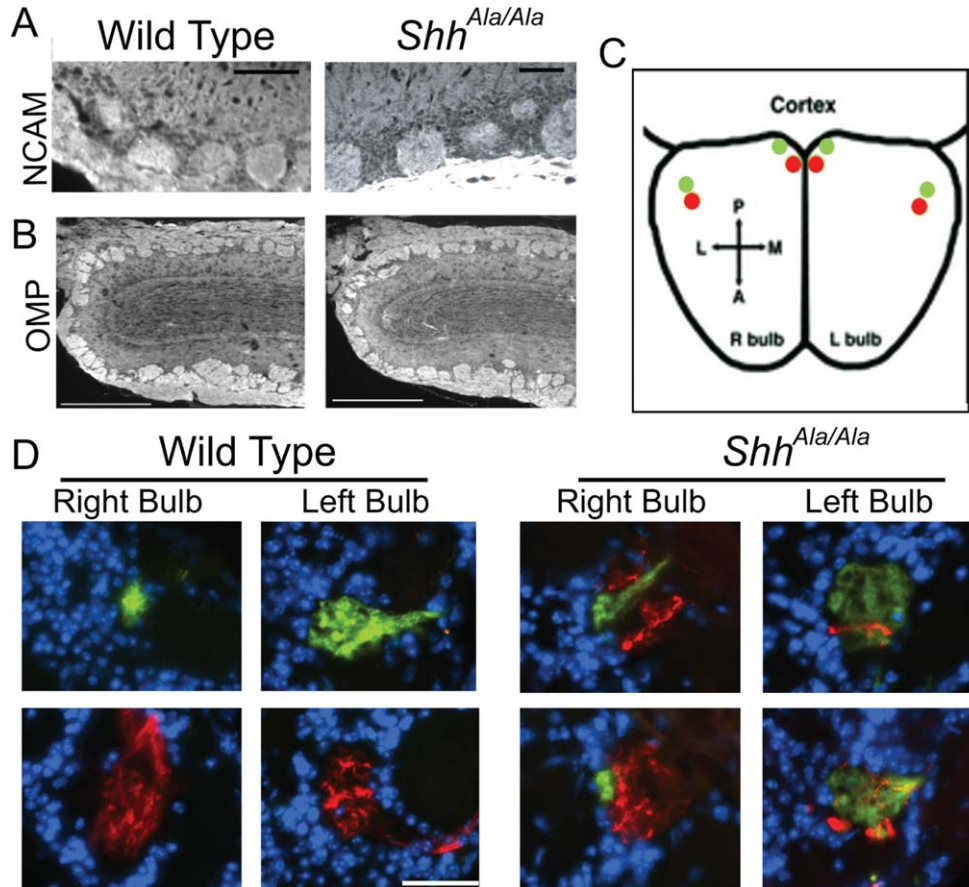 A
Wild Type
Shh Ala/Ala
NCAM
B
OMP
C
Cortex
P
L M
A
R bulb L bulb
D
Wild Type
Shh Ala/Ala
Right Bulb Left Bulb Right Bulb Left Bulb